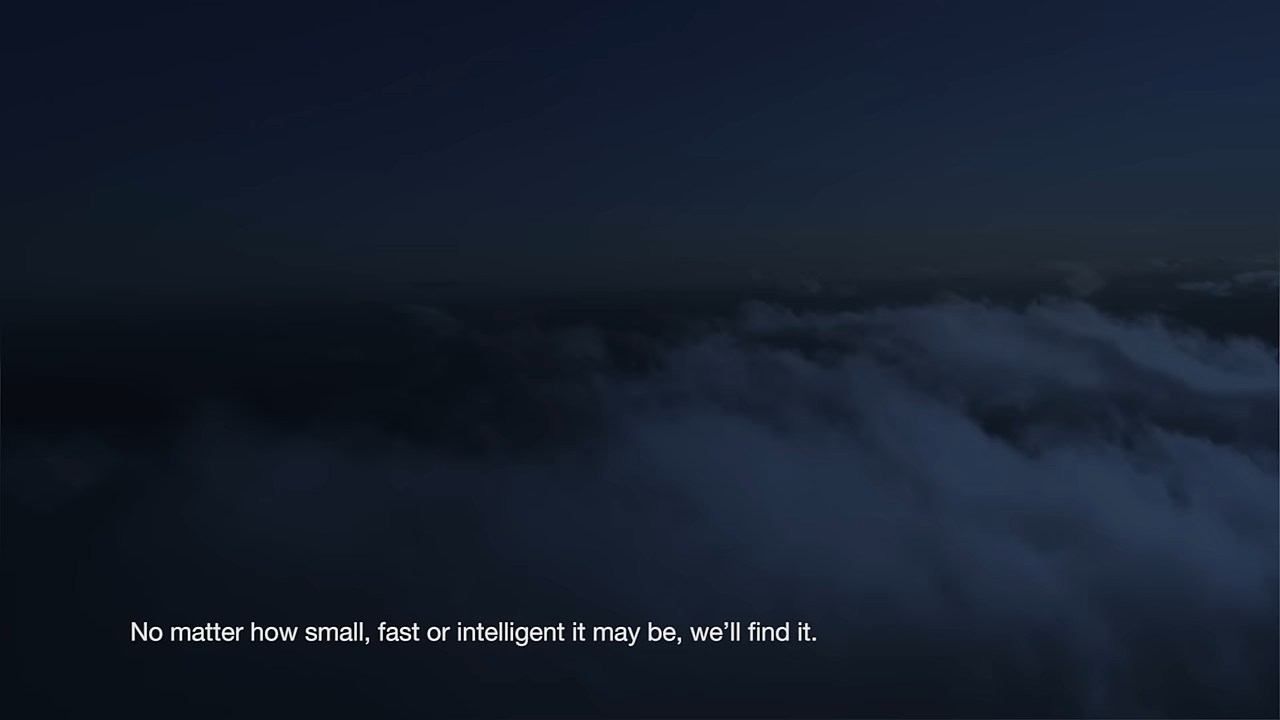 No matter how small, fast or intelligent it may be, we’ll find it.